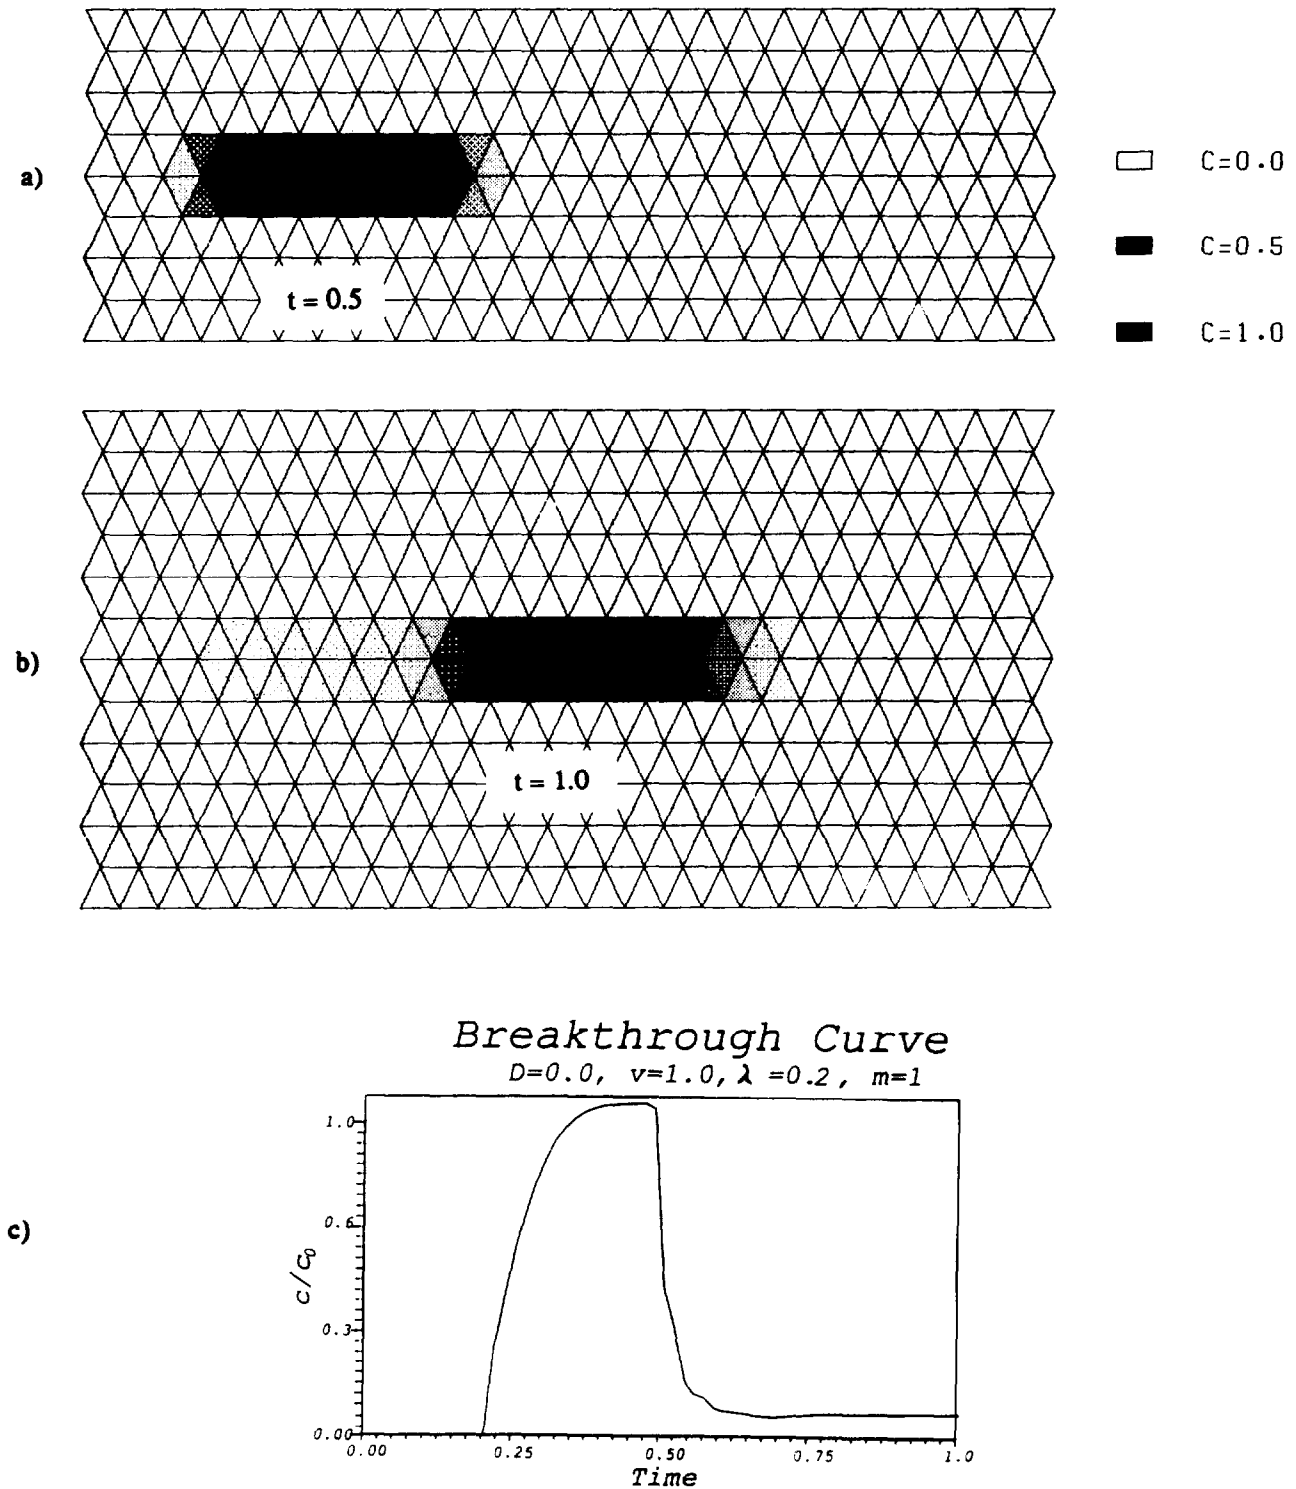 a)
C=0.0
C=0.5
C=1.0
t = 0.5
b)
t = 1.0
c)
Breakthrough Curve
D=0.0, v=1.0, λ =0.2, m=1
1.0
0.6
0.3
0.00
c/c₀
0.00 0.25 0.50 0.75 1.0
Time